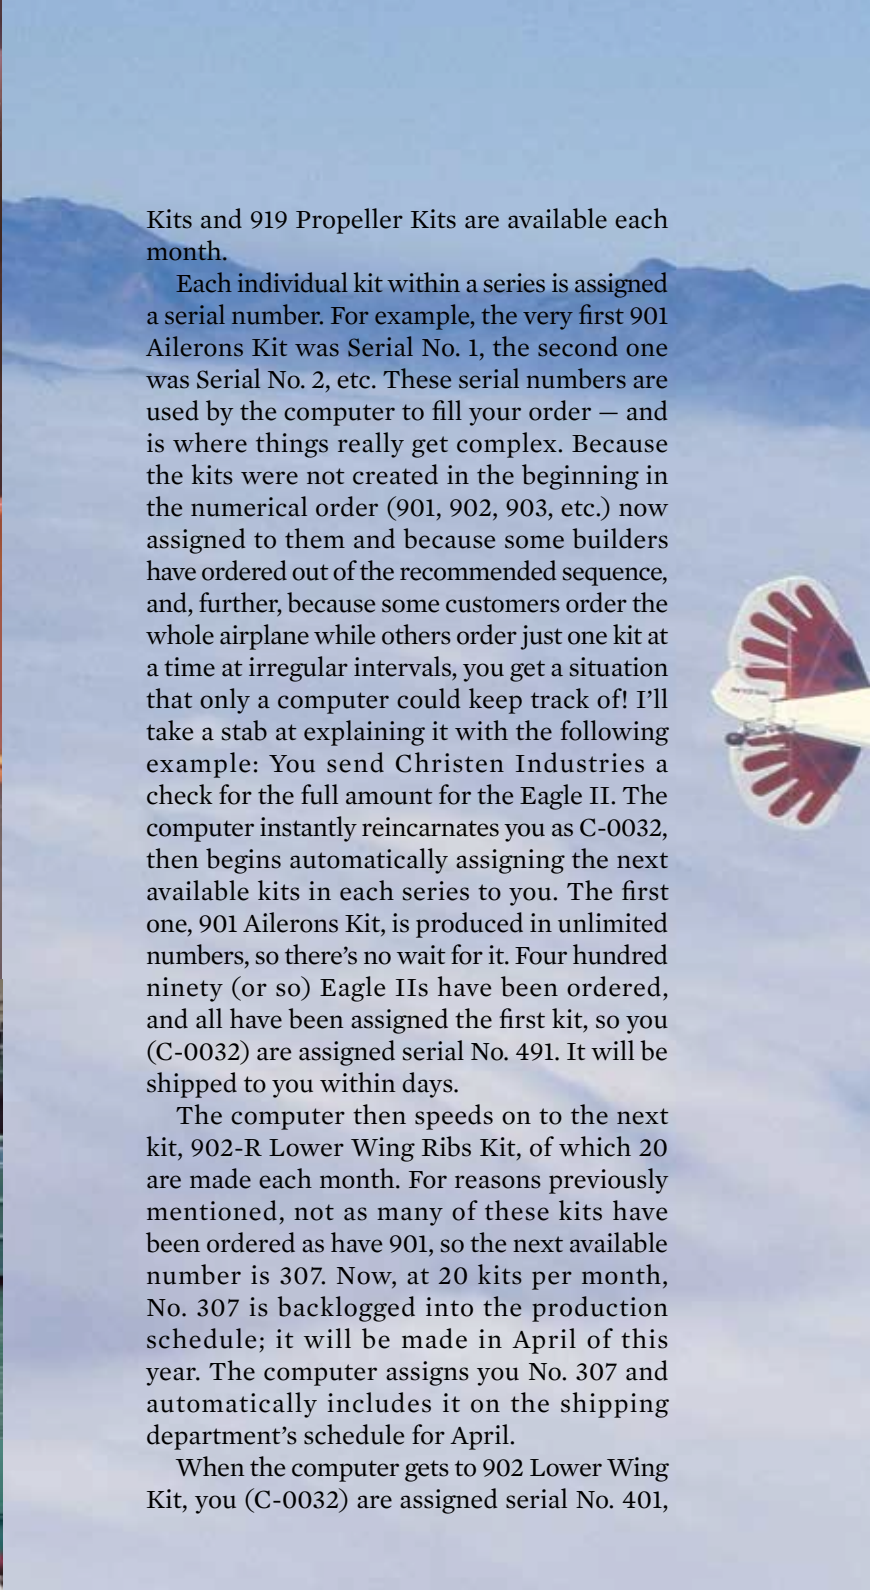 Kits and 919 Propeller Kits are available each
month.
Each individual kit within a series is assigned
a serial number. For example, the very first 901
Ailerons Kit was Serial No. 1, the second one
was Serial No. 2, etc. These serial numbers are
used by the computer to fill your order — and
is where things really get complex. Because
the kits were not created in the beginning in
the numerical order (901, 902, 903, etc.) now
assigned to them and because some builders
have ordered out of the recommended sequence,
and, further, because some customers order the
whole airplane while others order just one kit at
a time at irregular intervals, you get a situation
that only a computer could keep track of! I’ll
take a stab at explaining it with the following
example: You send Christen Industries a
check for the full amount for the Eagle II. The
computer instantly reincarnates you as C-0032,
then begins automatically assigning the next
available kits in each series to you. The first
one, 901 Ailerons Kit, is produced in unlimited
numbers, so there’s no wait for it. Four hundred
ninety (or so) Eagle IIs have been ordered,
and all have been assigned the first kit, so you
(C-0032) are assigned serial No. 491. It will be
shipped to you within days.
The computer then speeds on to the next
kit, 902-R Lower Wing Ribs Kit, of which 20
are made each month. For reasons previously
mentioned, not as many of these kits have
been ordered as have 901, so the next available
number is 307. Now, at 20 kits per month,
No. 307 is backlogged into the production
schedule; it will be made in April of this
year. The computer assigns you No. 307 and
automatically includes it on the shipping
department’s schedule for April.
When the computer gets to 902 Lower Wing
Kit, you (C-0032) are assigned serial No. 401,